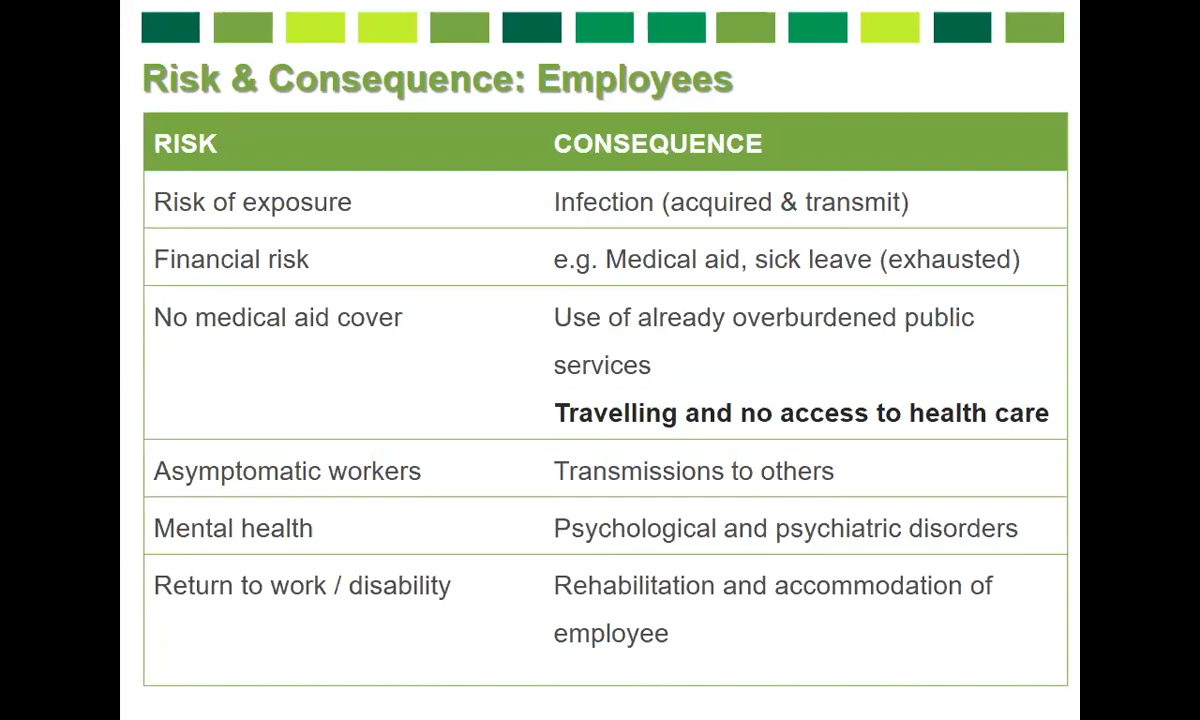 Risk & Consequence: Employees
RISK CONSEQUENCE
Risk of exposure Infection (acquired & transmit)
Financial risk e.g. Medical aid, sick leave (exhausted)
No medical aid cover Use of already overburdened public
services
Travelling and no access to health care
Asymptomatic workers Transmissions to others
Mental health Psychological and psychiatric disorders
Return to work / disability Rehabilitation and accommodation of
employee